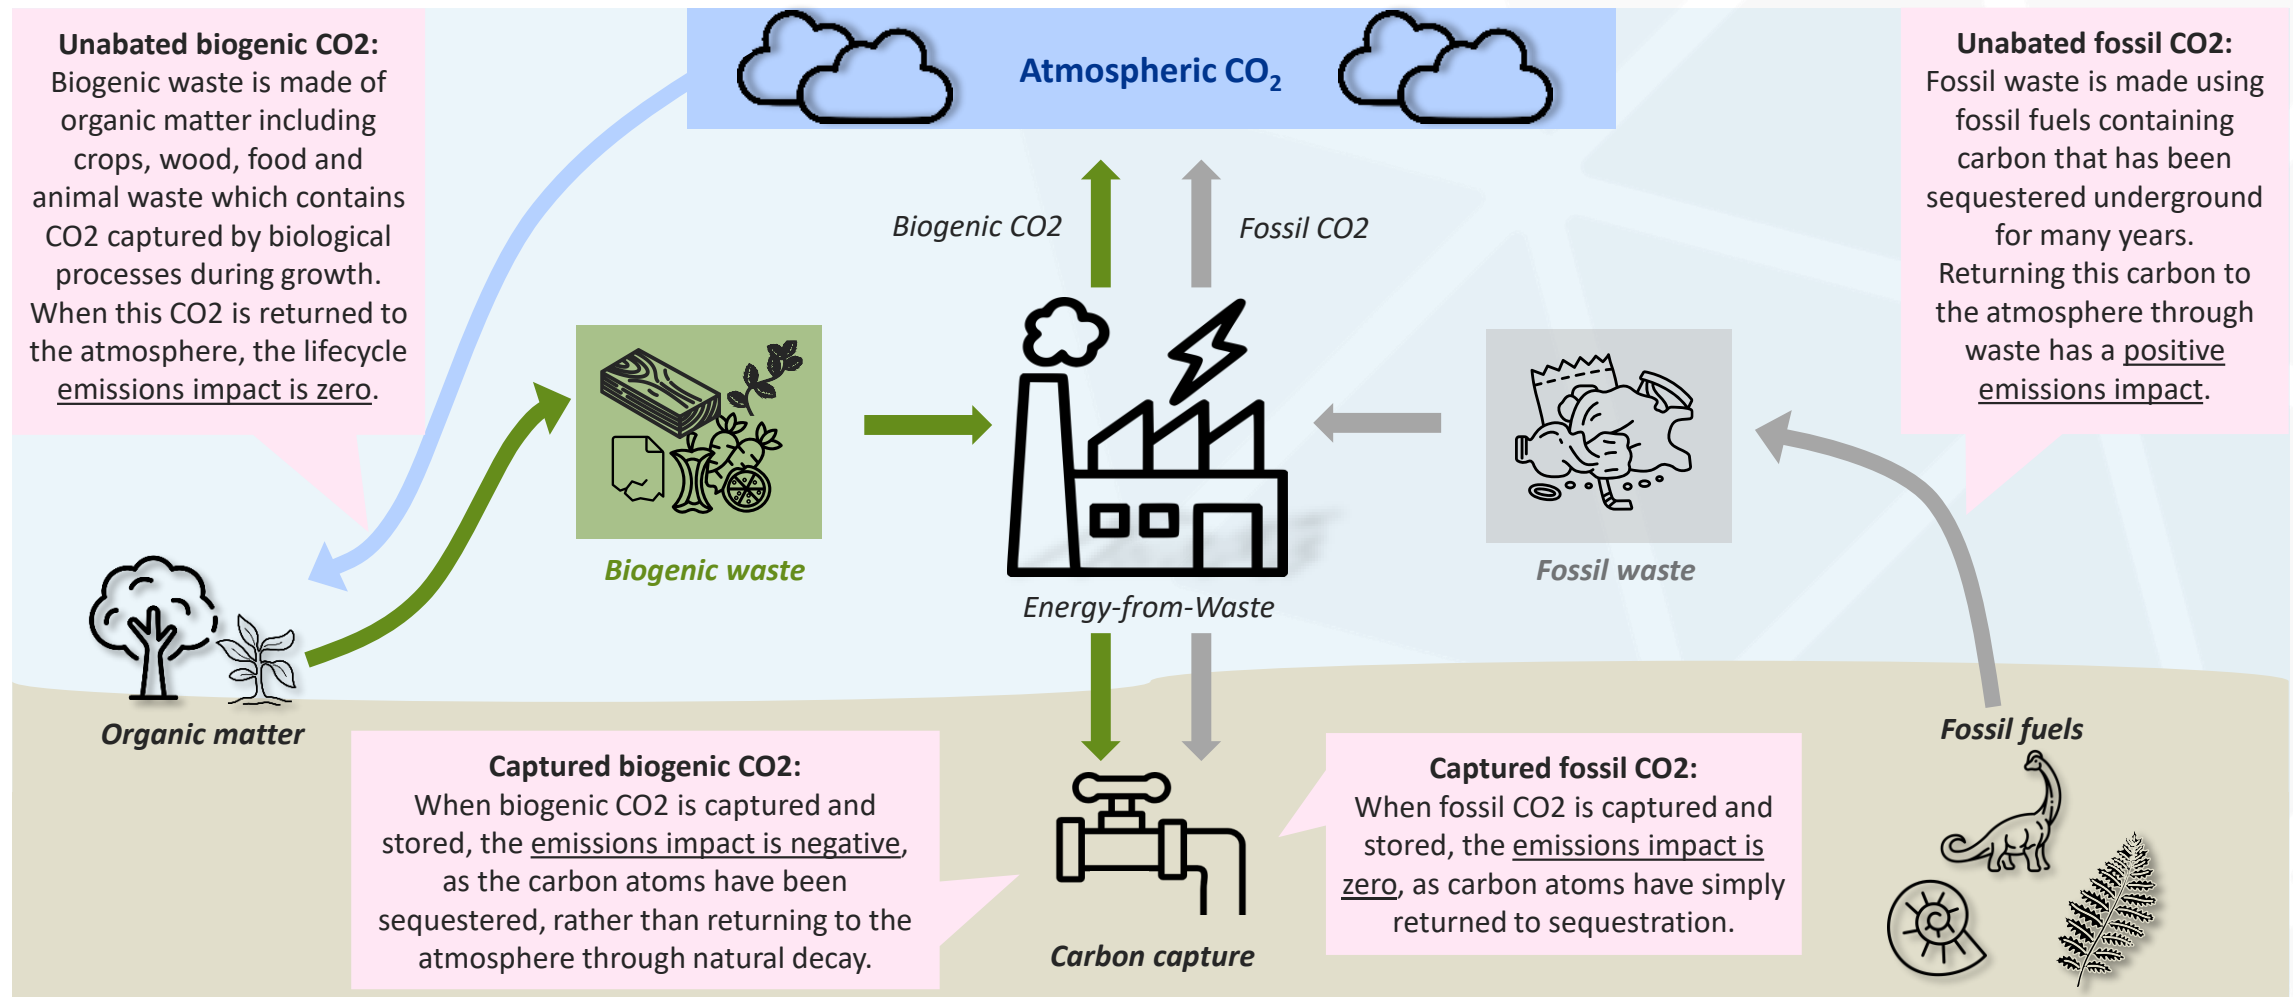 Unabated biogenic CO2:
Biogenic waste is made of
organic matter including
crops, wood, food and
animal waste which contains
CO2 captured by biological
processes during growth.
When this CO2 is returned to
the atmosphere, the lifecycle
emissions impact is zero.
Atmospheric CO₂
Unabated fossil CO2:
Fossil waste is made using
fossil fuels containing
carbon that has been
sequestered underground
for many years.
Returning this carbon to
the atmosphere through
waste has a positive
emissions impact.
Biogenic CO2
Fossil CO2
Biogenic waste
Energy-from-Waste
Fossil waste
Organic matter
Fossil fuels
Captured biogenic CO2:
When biogenic CO2 is captured and
stored, the emissions impact is negative,
as the carbon atoms have been
sequestered, rather than returning to the
atmosphere through natural decay.
Carbon capture
Captured fossil CO2:
When fossil CO2 is captured and
stored, the emissions impact is
zero, as carbon atoms have simply
returned to sequestration.